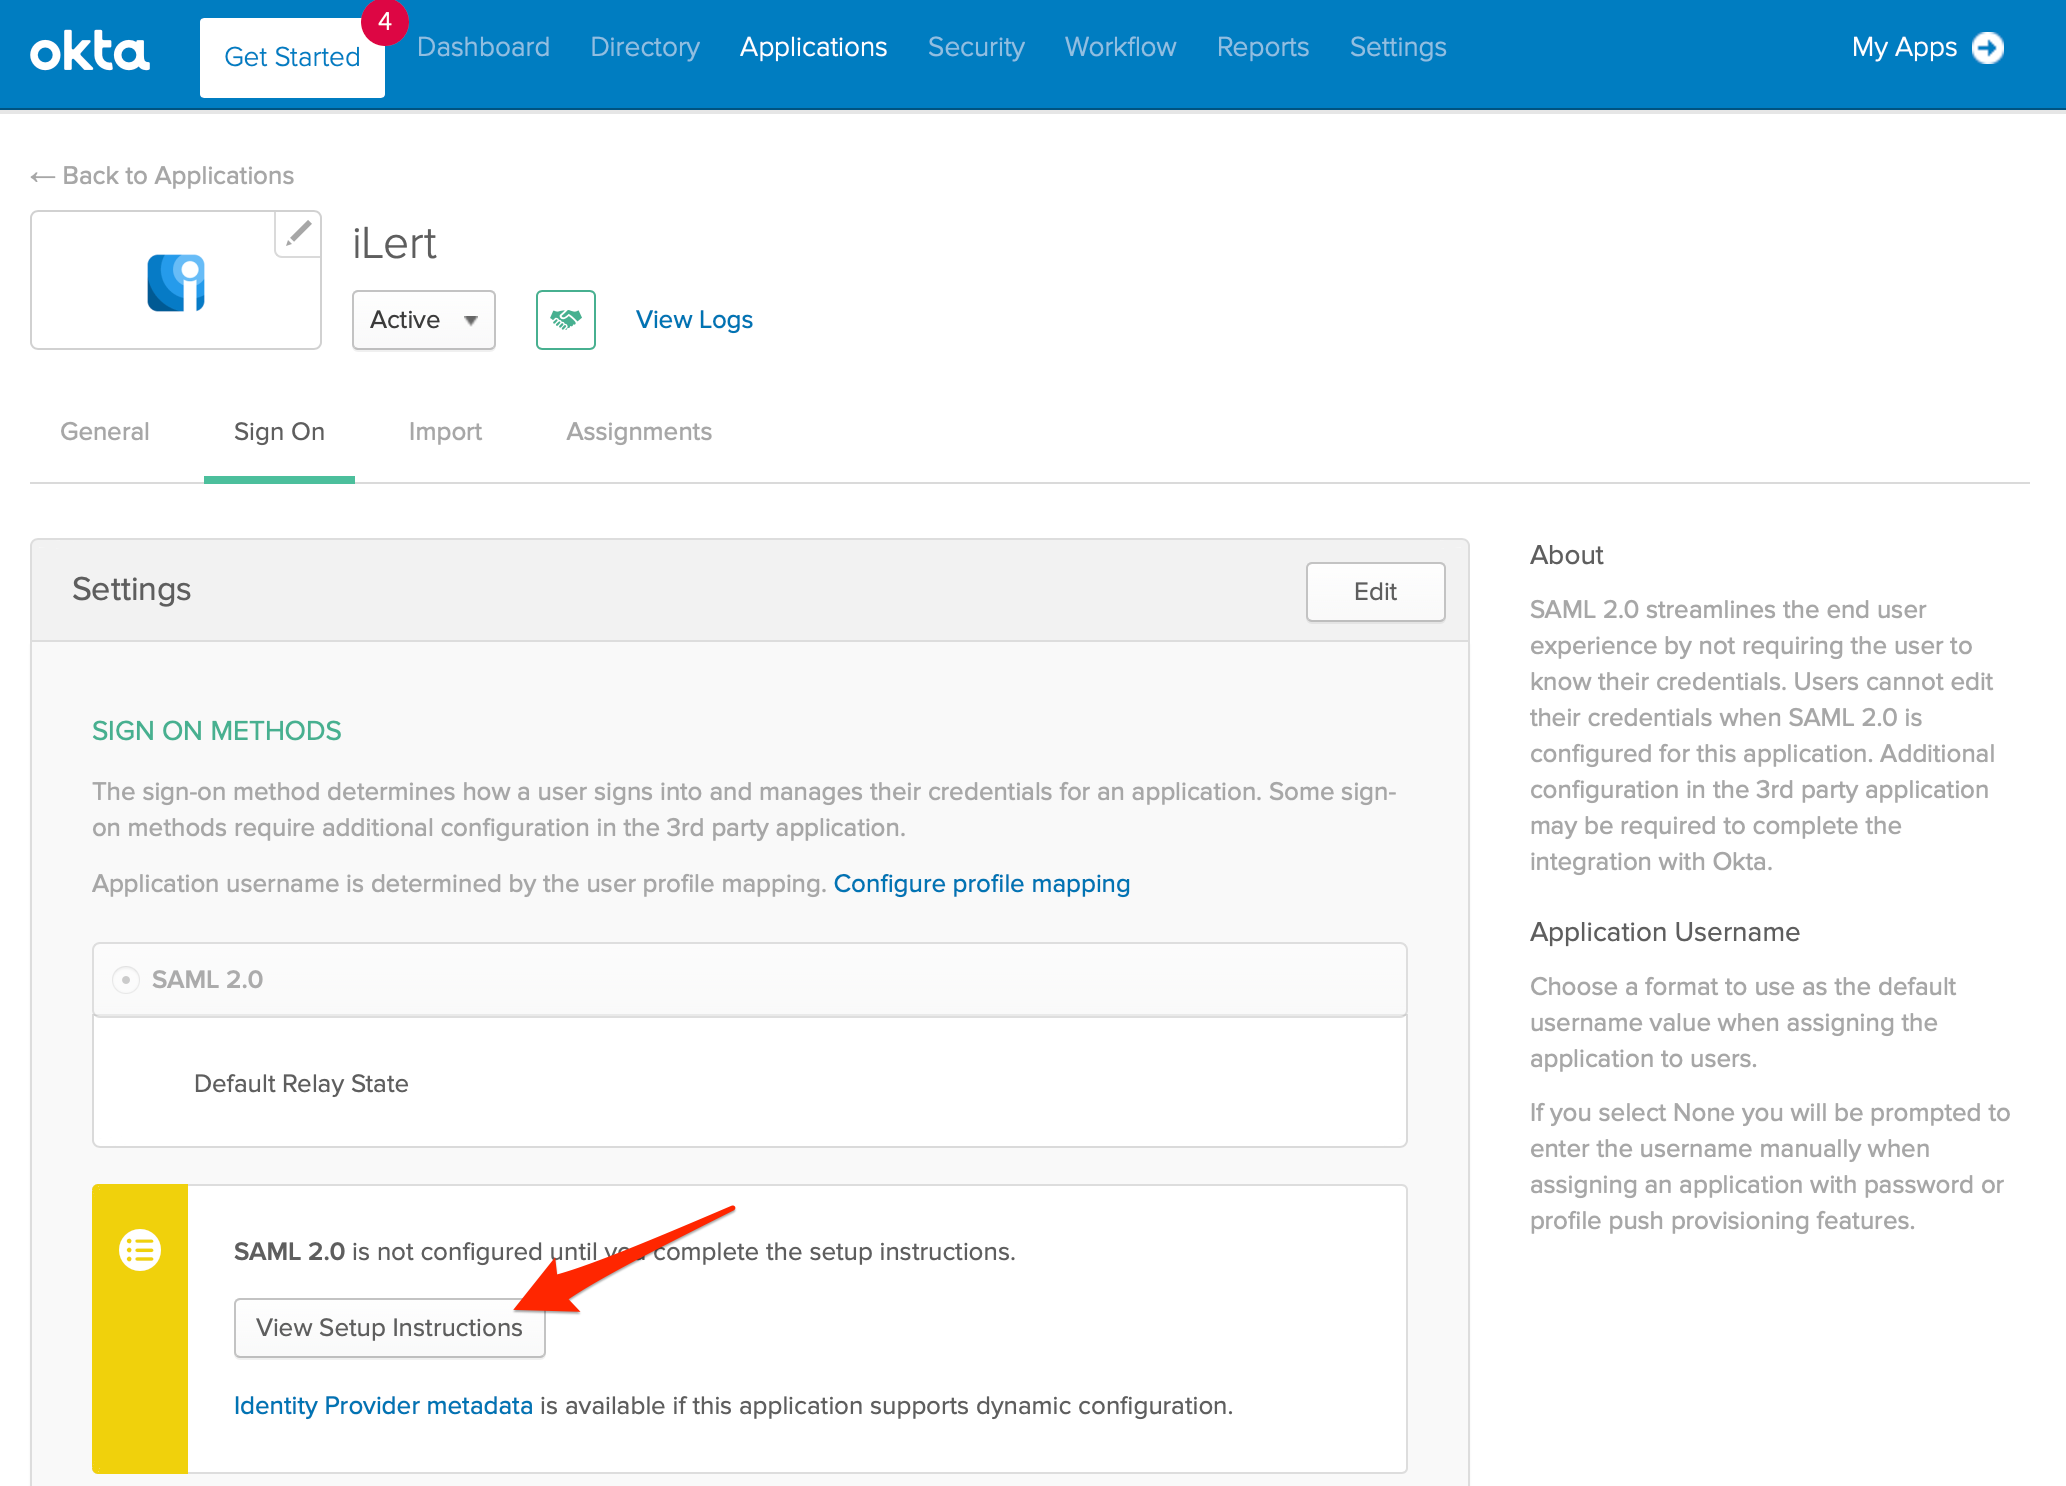 okta
Get Started
4
Dashboard
Directory
Applications
Security
Workflow
Reports
Settings
My Apps
← Back to Applications
iLert
Active
View Logs
General
Sign On
Import
Assignments
Settings
Edit
SIGN ON METHODS
The sign-on method determines how a user signs into and manages their credentials for an application. Some sign-
on methods require additional configuration in the 3rd party application.
Application username is determined by the user profile mapping. Configure profile mapping
SAML 2.0
Default Relay State
SAML 2.0 is not configured until you complete the setup instructions.
View Setup Instructions
Identity Provider metadata is available if this application supports dynamic configuration.
About
SAML 2.0 streamlines the end user
experience by not requiring the user to
know their credentials. Users cannot edit
their credentials when SAML 2.0 is
configured for this application. Additional
configuration in the 3rd party application
may be required to complete the
integration with Okta.
Application Username
Choose a format to use as the default
username value when assigning the
application to users.
If you select None you will be prompted to
enter the username manually when
assigning an application with password or
profile push provisioning features.